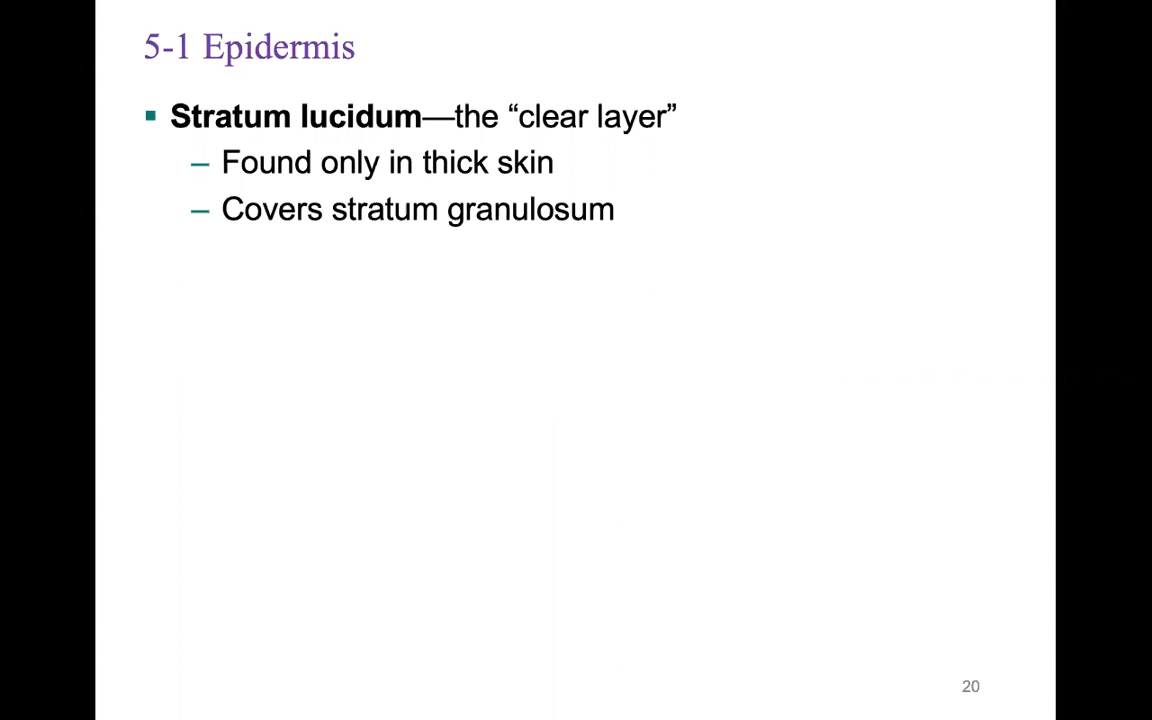 5-1 Epidermis
▪ Stratum lucidum—the “clear layer”
– Found only in thick skin
– Covers stratum granulosum
20